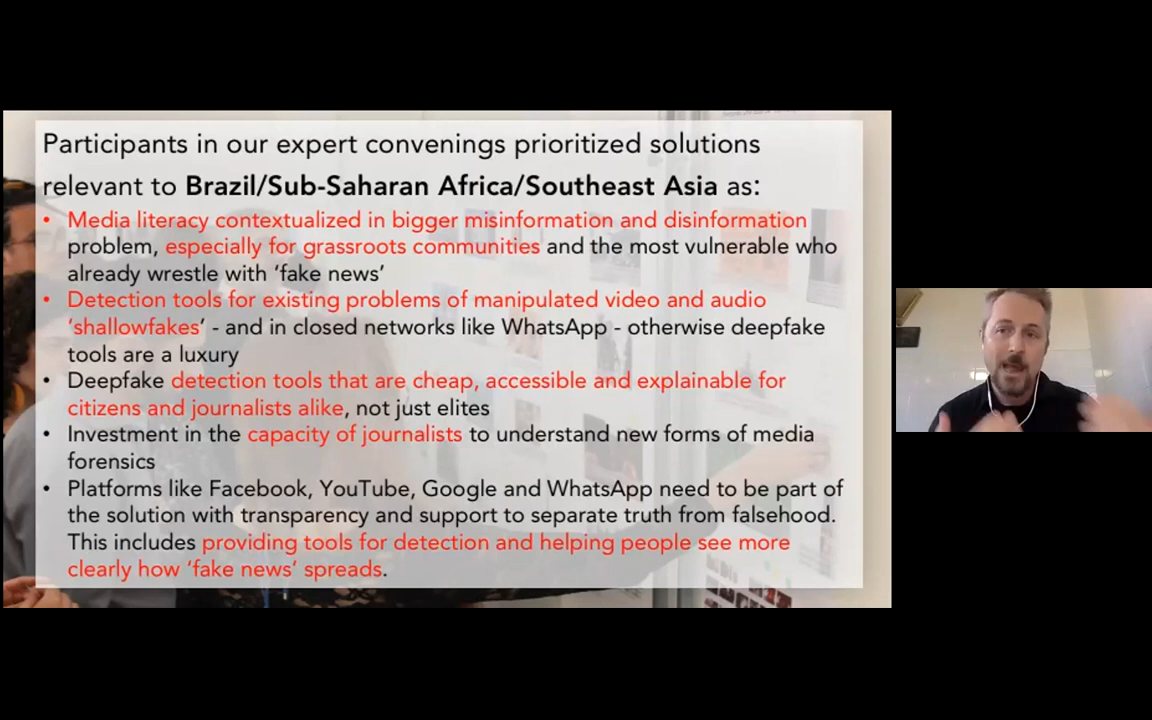 Participants in our expert convenings prioritized solutions
relevant to Brazil/Sub-Saharan Africa/Southeast Asia as:
• Media literacy contextualized in bigger misinformation and disinformation
problem, especially for grassroots communities and the most vulnerable who
already wrestle with ‘fake news’
• Detection tools for existing problems of manipulated video and audio
‘shallowfakes’ - and in closed networks like WhatsApp - otherwise deepfake
tools are a luxury
• Deepfake detection tools that are cheap, accessible and explainable for
citizens and journalists alike, not just elites
• Investment in the capacity of journalists to understand new forms of media
forensics
• Platforms like Facebook, YouTube, Google and WhatsApp need to be part of
the solution with transparency and support to separate truth from falsehood.
This includes providing tools for detection and helping people see more
clearly how ‘fake news’ spreads.